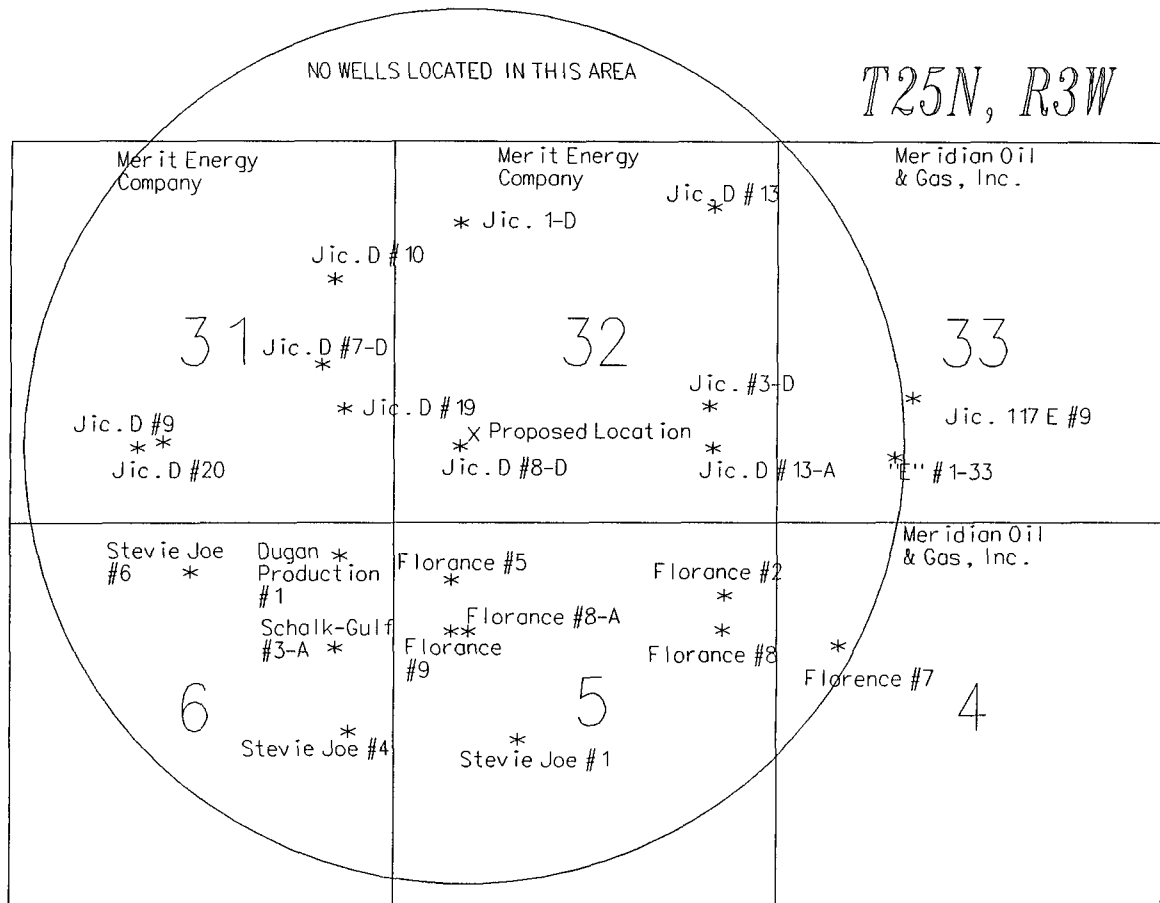 NO WELLS LOCATED IN THIS AREA
T25N, R3W
Merit Energy
Company
Merit Energy
Company
Meridian Oil
& Gas, Inc.
Jic. D #13
Jic. 1-D
Jic. D #10
31
32
33
Jic. D #7-D
Jic. #3-D
Jic. D #19
Jic. 117 E #9
Jic. D #9
Proposed Location
Jic. D #20
Jic. D #8-D
Jic. D #13-A
"E" #1-33
Stevie Joe
#6
Dugan
Production
#1
Florance #5
Florance #2
Meridian Oil
& Gas, Inc.
Florance #8-A
Schalk-Gulf
#3-A
Florance
#9
Florance #8
Florence #7
6
5
4
Stevie Joe #4
Stevie Joe #1